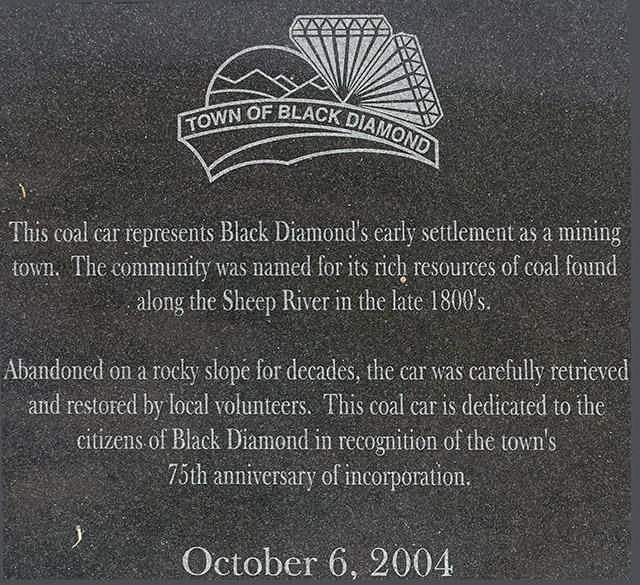 TOWN OF BLACK DIAMOND
This coal car represents Black Diamond's early settlement as a mining
town. The community was named for its rich resources of coal found
along the Sheep River in the late 1800's.
Abandoned on a rocky slope for decades, the car was carefully retrieved
and restored by local volunteers. This coal car is dedicated to the
citizens of Black Diamond in recognition of the town's
75th anniversary of incorporation.
October 6, 2004